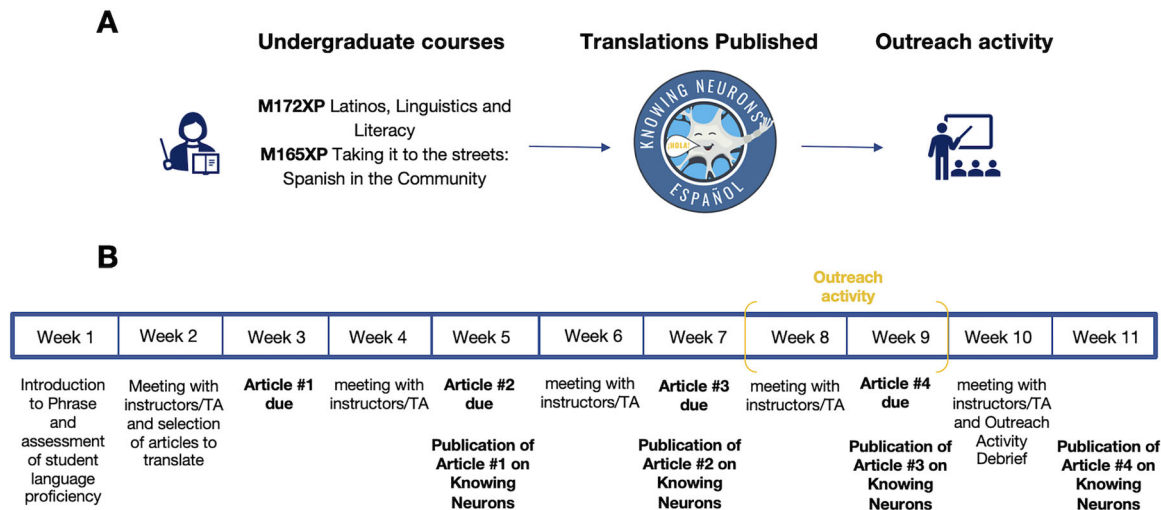 A
Undergraduate courses
Translations Published
Outreach activity
M172XP Latinos, Linguistics and
Literacy
M165XP Taking it to the streets:
Spanish in the Community
KNOWING NEURONS
¡HOLA!
ESPAÑOL
B
Outreach
activity
Week 1
Week 2
Week 3
Week 4
Week 5
Week 6
Week 7
Week 8
Week 9
Week 10
Week 11
Introduction
to Phrase
and
assessment
of student
language
proficiency
Meeting with
instructors/TA
and selection
of articles to
translate
Article #1
due
meeting with
instructors/TA
Article #2
due
Publication of
Article #1 on
Knowing
Neurons
meeting with
instructors/TA
Article #3
due
Publication of
Article #2 on
Knowing
Neurons
meeting with
instructors/TA
Article #4
due
Publication of
Article #3 on
Knowing
Neurons
meeting with
instructors/TA
and Outreach
Activity
Debrief
Publication of
Article #4 on
Knowing
Neurons